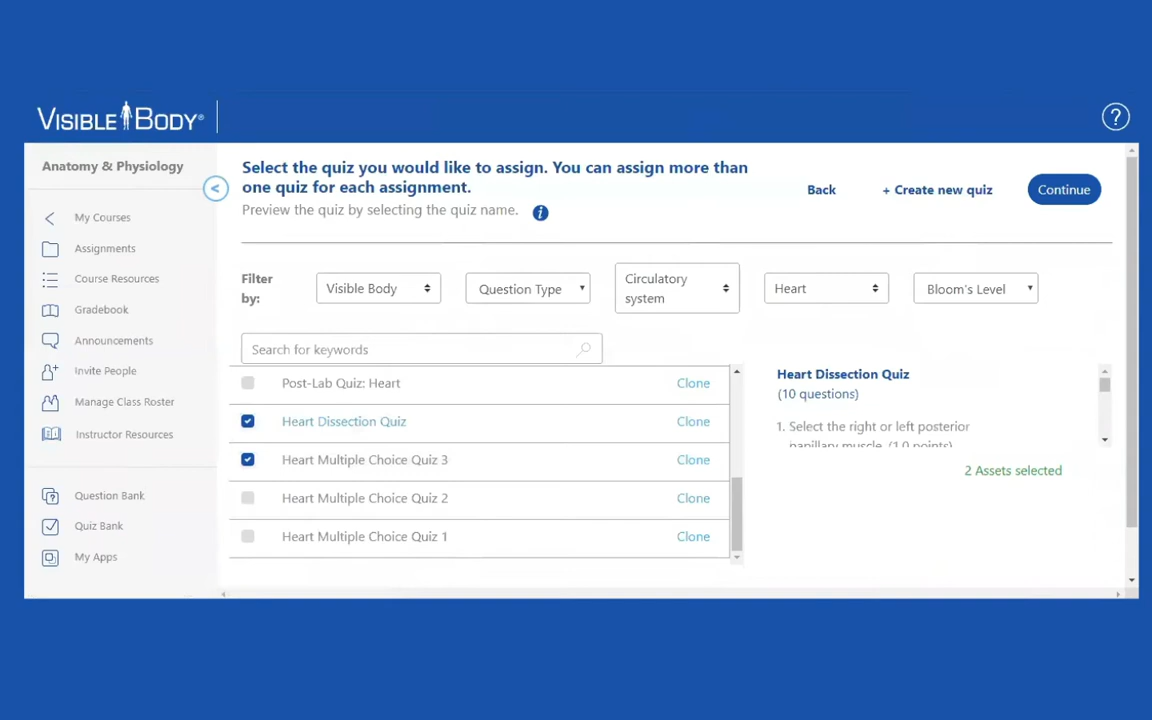 VISIBLE BODY®
?
Anatomy & Physiology
<
My Courses
Assignments
Course Resources
Gradebook
Announcements
Invite People
Manage Class Roster
Instructor Resources
Question Bank
Quiz Bank
My Apps
Select the quiz you would like to assign. You can assign more than
one quiz for each assignment.
Preview the quiz by selecting the quiz name. i
Back
+ Create new quiz
Continue
Filter
by:
Visible Body
Question Type
Circulatory
system
Heart
Bloom's Level
Search for keywords
Post-Lab Quiz: Heart Clone
Heart Dissection Quiz Clone
Heart Multiple Choice Quiz 3 Clone
Heart Multiple Choice Quiz 2 Clone
Heart Multiple Choice Quiz 1 Clone
Heart Dissection Quiz
(10 questions)
1. Select the right or left posterior
papillary muscle. (1.0 points)
2 Assets selected